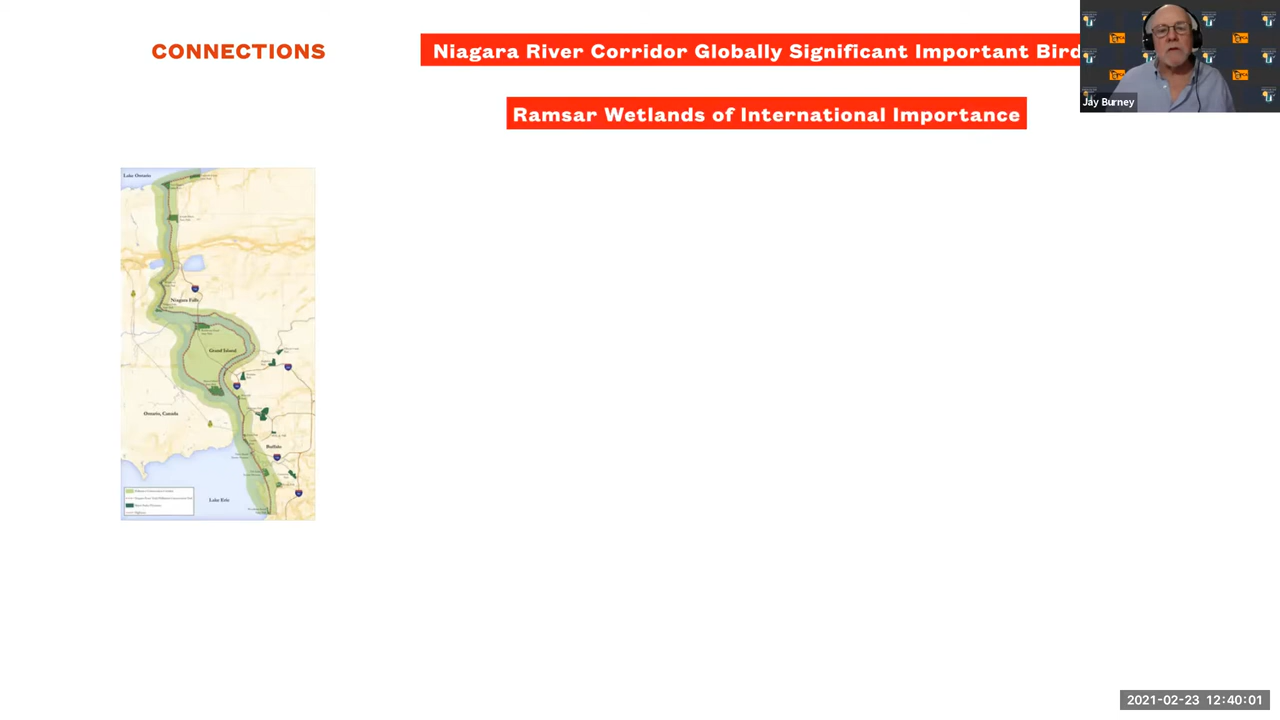 CONNECTIONS
Niagara River Corridor Globally Significant Important Bird
Jay Burney
Ramsar Wetlands of International Importance
Lake Ontario
Niagara Falls
Grand Island
Ontario, Canada
Buffalo
Lake Erie
2021-02-23 12:40:01